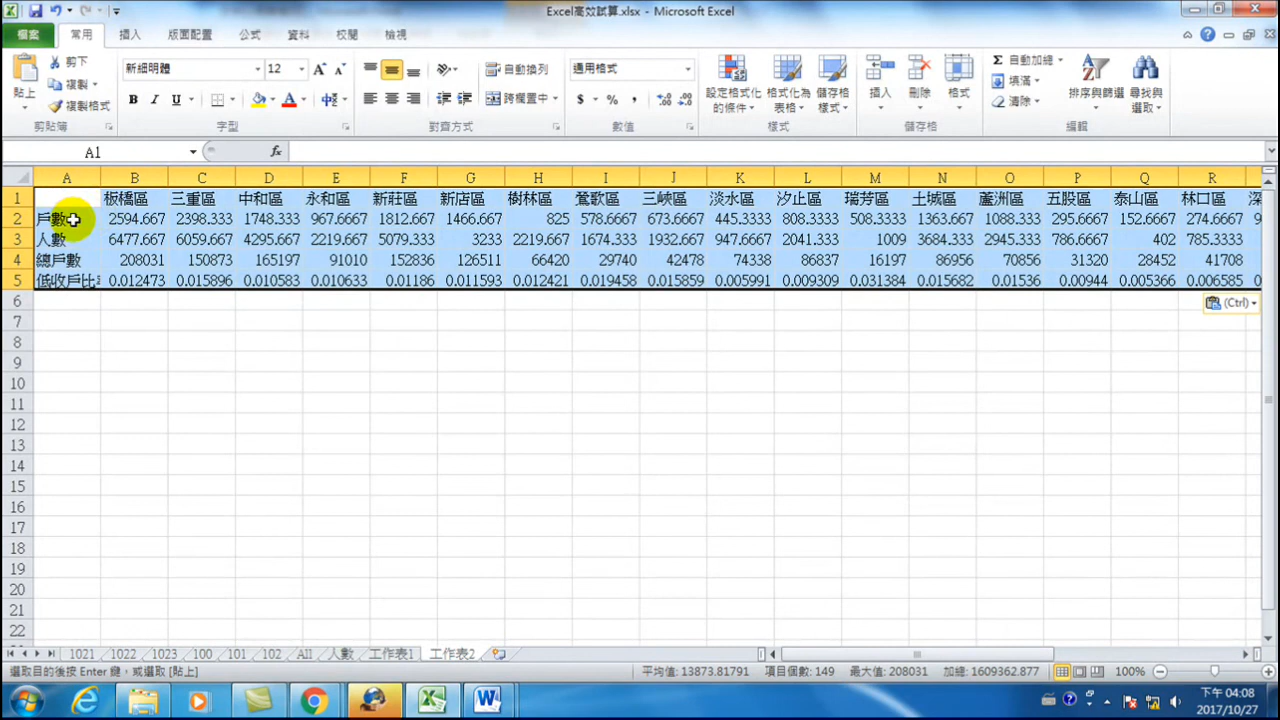 Excel高效試算.xlsx - Microsoft Excel
檔案 常用 插入 版面配置 公式 資料 校閱 檢視
剪下 新細明體 12 自動換列 通用格式 自動加總
貼上 複製 填滿
複製格式 B I U 跨欄置中 $ % , 設定格式化的條件 格式化為表格 儲存格樣式 插入 刪除 格式 清除 排序與篩選 尋找與選取
剪貼簿 字型 對齊方式 數值 樣式 儲存格 編輯
A1 fx
A B C D E F G H I J K L M N O P Q R
1 板橋區 三重區 中和區 永和區 新莊區 新店區 樹林區 鶯歌區 三峽區 淡水區 汐止區 瑞芳區 土城區 蘆洲區 五股區 泰山區 林口區 深
2 戶數 2594.667 2398.333 1748.333 967.6667 1812.667 1466.667 825 578.6667 673.6667 445.3333 808.3333 508.3333 1363.667 1088.333 295.6667 152.6667 274.6667
3 人數 6477.667 6059.667 4295.667 2219.667 5079.333 3233 2219.667 1674.333 1932.667 947.6667 2041.333 1009 3684.333 2945.333 786.6667 402 785.3333
4 總戶數 208031 150873 165197 91010 152836 126511 66420 29740 42478 74338 86837 16197 86956 70856 31320 28452 41708
5 低收戶比 0.012473 0.015896 0.010583 0.010633 0.01186 0.011593 0.012421 0.019458 0.015859 0.005991 0.009309 0.031384 0.015682 0.01536 0.00944 0.005366 0.006585
6 (Ctrl)
7
8
9
10
11
12
13
14
15
16
17
18
19
20
21
22
1021 1022 1023 100 101 102 All 人數 工作表1 工作表2
選取目的後按 Enter 鍵，或選取 [貼上] 平均值: 13873.81791 項目個數: 149 最大值: 208031 加總: 1609362.877 100%
下午 04:08
2017/10/27